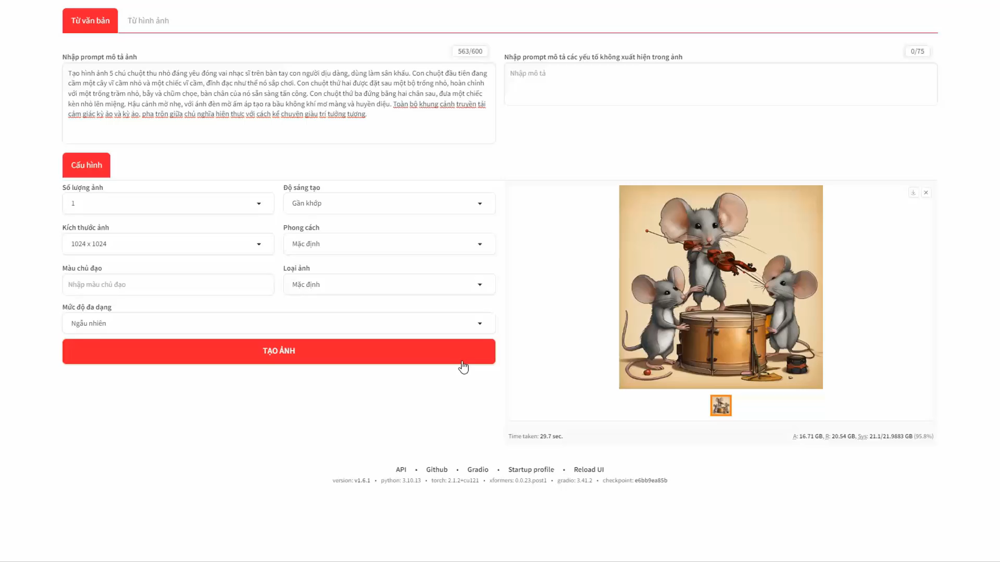 Từ văn bản
Từ hình ảnh
Nhập prompt mô tả ảnh
563/600
Tạo hình ảnh 5 chú chuột thu nhỏ đáng yêu đóng vai nhạc sĩ trên bàn tay con người dịu dàng, dùng làm sân khấu. Con chuột đầu tiên đang
cầm một cây vĩ cầm nhỏ và một chiếc vĩ cầm, đĩnh đạc như thể nó sắp chơi. Con chuột thứ hai được đặt sau một bộ trống nhỏ, hoàn chỉnh
với một trống trầm nhỏ, bẫy và chũm chọe, bàn chân của nó sẵn sàng tấn công. Con chuột thứ ba đứng bằng hai chân sau, đưa một chiếc
kèn nhỏ lên miệng. Hậu cảnh mờ nhẹ, với ánh đèn mờ ấm áp tạo ra bầu không khí mơ màng và huyền diệu. Toàn bộ khung cảnh truyền tải
cảm giác kỳ ảo và kỳ ảo, pha trộn giữa chủ nghĩa hiện thực với cách kể chuyện giàu trí tưởng tượng.
Nhập prompt mô tả các yếu tố không xuất hiện trong ảnh
0/75
Nhập mô tả
Cấu hình
Số lượng ảnh
1
Độ sáng tạo
Gần khớp
Kích thước ảnh
1024 x 1024
Phong cách
Mặc định
Màu chủ đạo
Nhập màu chủ đạo
Loại ảnh
Mặc định
Mức độ đa dạng
Ngẫu nhiên
TẠO ẢNH
Time taken: 29.7 sec.
A: 16.71 GB, R: 20.54 GB, Sys: 21.1/21.9883 GB (95.8%)
API • Github • Gradio • Startup profile • Reload UI
version: v1.6.1 • python: 3.10.13 • torch: 2.1.2+cu121 • xformers: 0.0.23.post1 • gradio: 3.41.2 • checkpoint: e6bb9ea85b